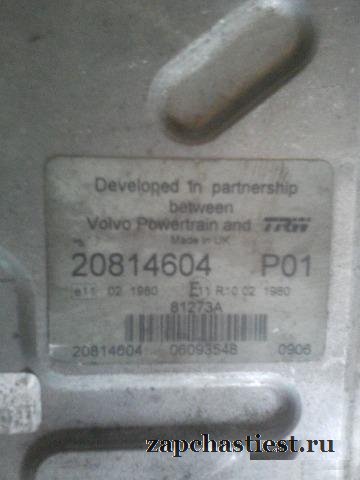 Developed in partnership
between
Volvo Powertrain and TRW
Made in UK
20814604 P01
e11 02 1980 E11 R10 02 1980
81273A
20814604 06093548 0906
zapchastiest.ru